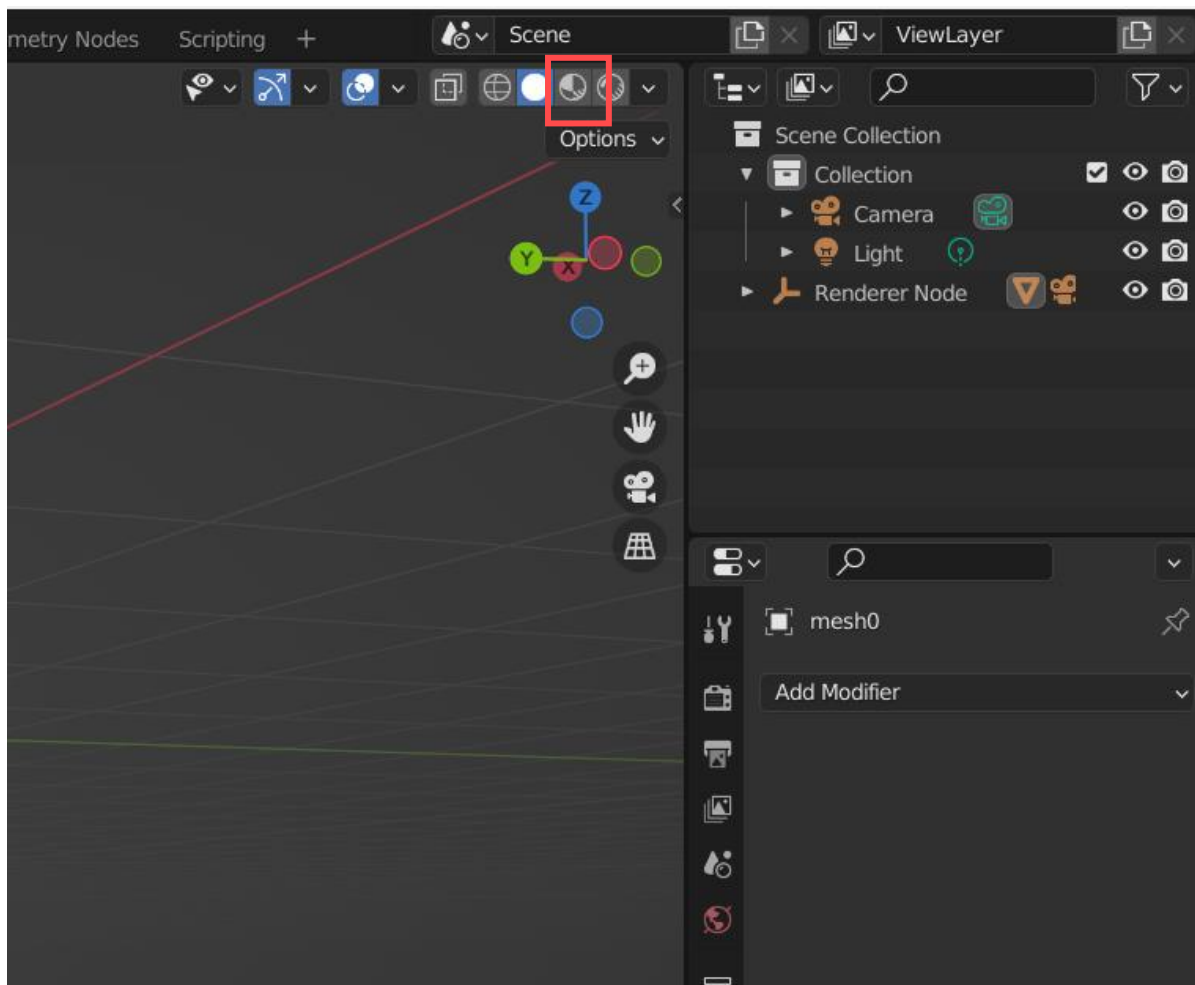 metry Nodes Scripting + Scene ViewLayer
Options
Scene Collection
Collection
Camera
Light
Renderer Node
Z
Y
X
mesh0
Add Modifier